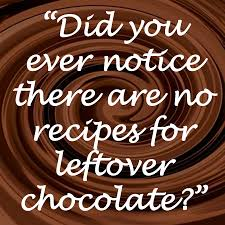 “Did you
ever notice
there are no
recipes for
leftover
chocolate?”